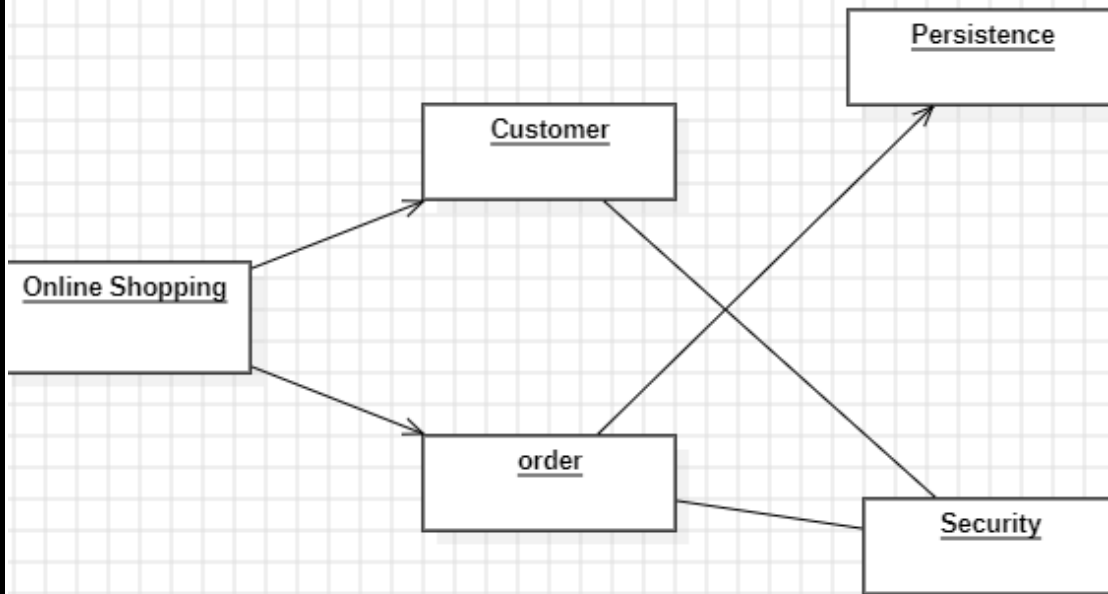 Persistence
Customer
Online Shopping
order
Security